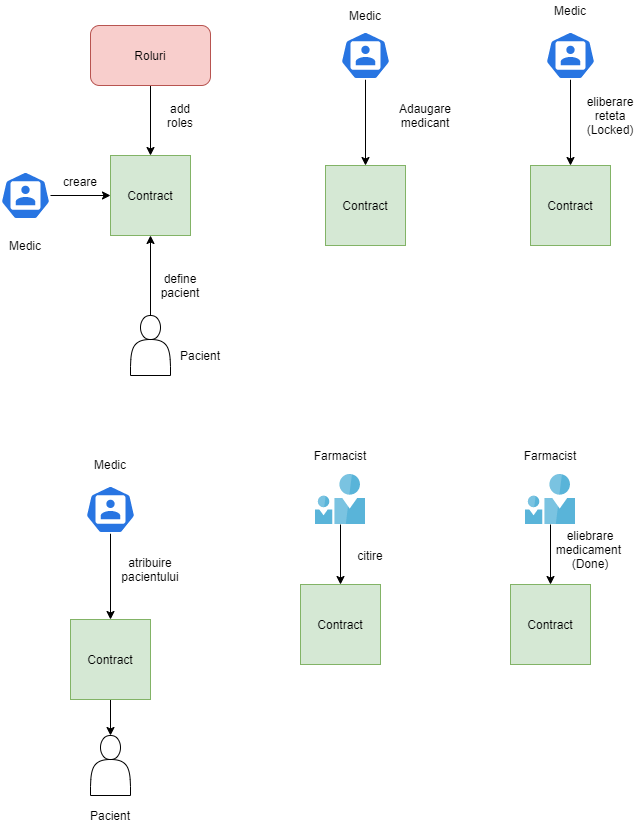 Roluri
add
roles
creare
Contract
Medic
define
pacient
Pacient
Medic
Adaugare
medicant
Contract
Medic
eliberare
reteta
(Locked)
Contract
Medic
atribuire
pacientului
Contract
Pacient
Farmacist
citire
Contract
Farmacist
eliebrare
medicament
(Done)
Contract